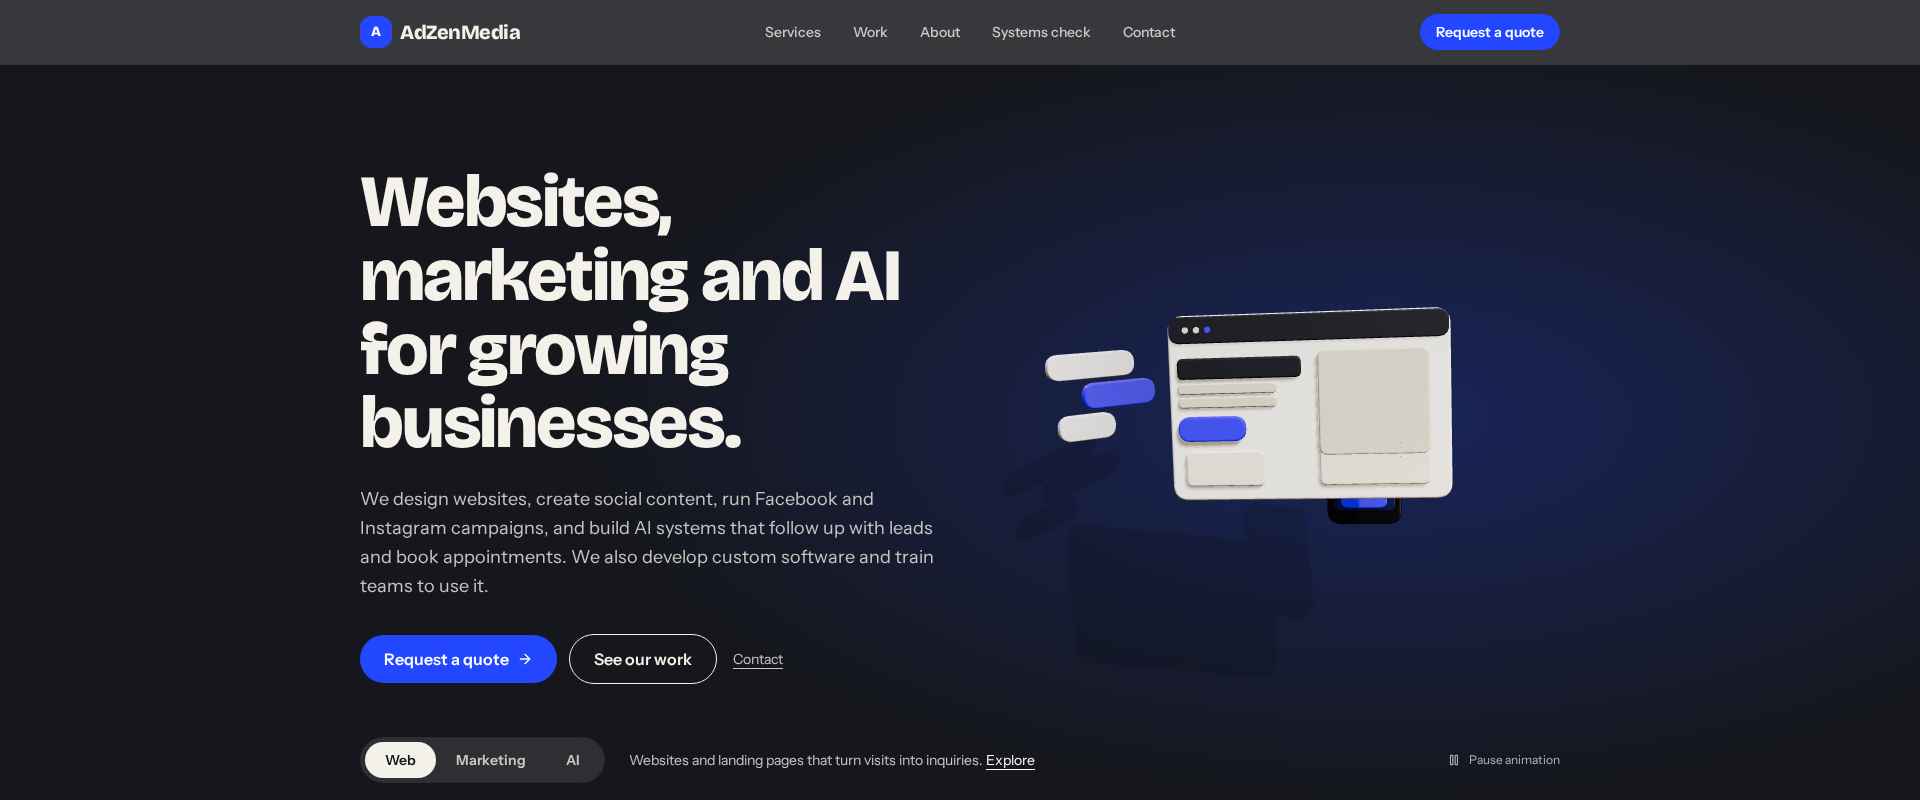 A AdZenMedia
Services Work About Systems check Contact
Request a quote
Websites,
marketing and AI
for growing
businesses.
We design websites, create social content, run Facebook and
Instagram campaigns, and build AI systems that follow up with leads
and book appointments. We also develop custom software and train
teams to use it.
Request a quote → See our work Contact
Web Marketing AI
Websites and landing pages that turn visits into inquiries. Explore
Pause animation